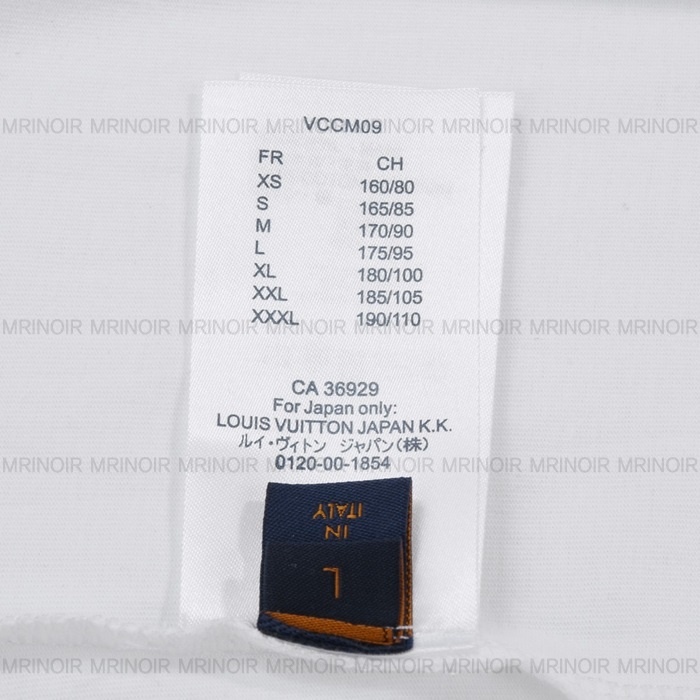 MRINOIR MRINOIR MRINOIR MRINOIR MRINOIR MRINOIR MRINOIR MRINOIR
VCCM09
FR CH
XS 160/80
S 165/85
M 170/90
L 175/95
XL 180/100
XXL 185/105
XXXL 190/110
MRINOIR MRINOIR MRINOIR MRINOIR MRINOIR MRINOIR MRINOIR MRINOIR
CA 36929
For Japan only:
LOUIS VUITTON JAPAN K.K.
ルイ・ヴィトン ジャパン(株)
0120-00-1854
MRINOIR MRINOIR MRINOIR MRINOIR MRINOIR MRINOIR MRINOIR MRINOIR
IN
ITALY
L
MRINOIR MRINOIR MRINOIR MRINOIR MRINOIR MRINOIR MRINOIR MRINOIR